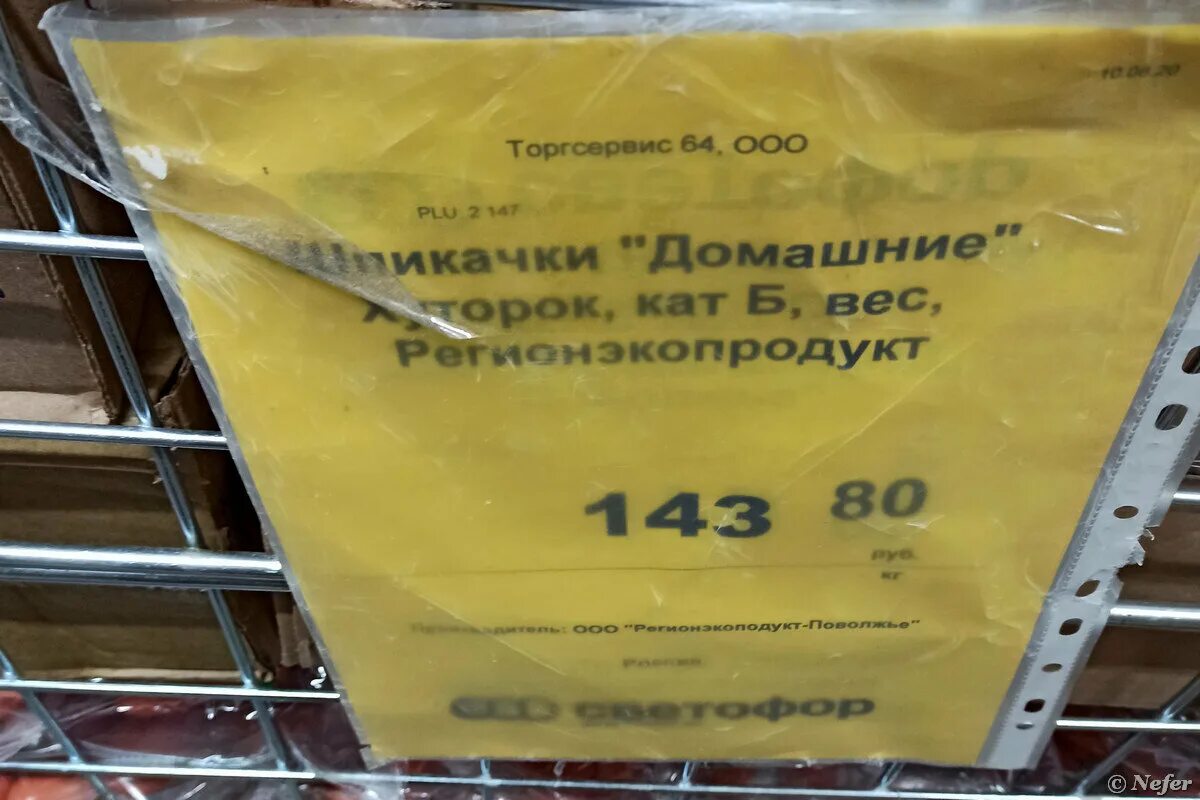 10.06.20
Торгсервис 64, ООО
PLU 2 147
Шпикачки "Домашние"
Хуторок, кат Б, вес,
Регионэкопродукт
143 80
руб.
кг
Производитель: ООО "Регионэкоподукт-Поволжье"
Россия
светофор
© Nefer